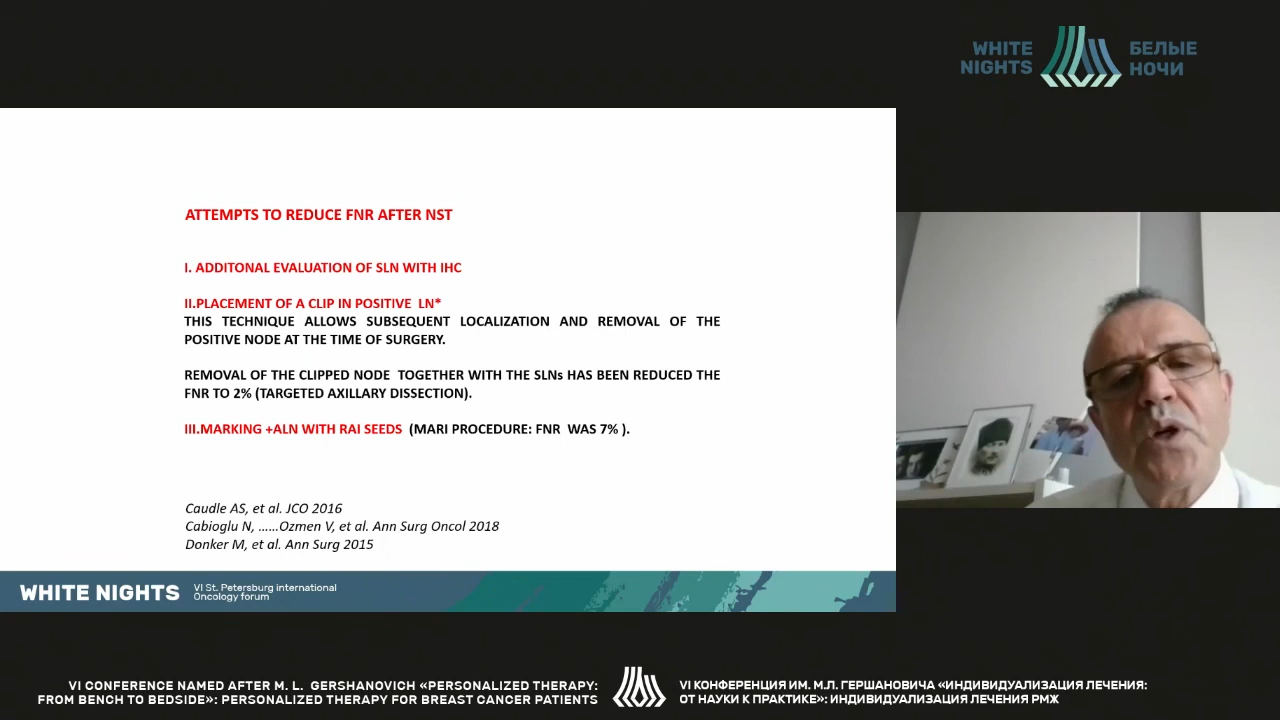 WHITE
NIGHTS
БЕЛЫЕ
НОЧИ
ATTEMPTS TO REDUCE FNR AFTER NST
I. ADDITONAL EVALUATION OF SLN WITH IHC
II.PLACEMENT OF A CLIP IN POSITIVE LN*
THIS TECHNIQUE ALLOWS SUBSEQUENT LOCALIZATION AND REMOVAL OF THE
POSITIVE NODE AT THE TIME OF SURGERY.
REMOVAL OF THE CLIPPED NODE TOGETHER WITH THE SLNs HAS BEEN REDUCED THE
FNR TO 2% (TARGETED AXILLARY DISSECTION).
III.MARKING +ALN WITH RAI SEEDS (MARI PROCEDURE: FNR WAS 7% ).
Caudle AS, et al. JCO 2016
Cabioglu N, ......Ozmen V, et al. Ann Surg Oncol 2018
Donker M, et al. Ann Surg 2015
WHITE NIGHTS
VI St. Petersburg international
Oncology forum
VI CONFERENCE NAMED AFTER M. L. GERSHANOVICH «PERSONALIZED THERAPY:
FROM BENCH TO BEDSIDE»: PERSONALIZED THERAPY FOR BREAST CANCER PATIENTS
VI КОНФЕРЕНЦИЯ ИМ. М.Л. ГЕРШАНОВИЧА «ИНДИВИДУАЛИЗАЦИЯ ЛЕЧЕНИЯ:
ОТ НАУКИ К ПРАКТИКЕ»: ИНДИВИДУАЛИЗАЦИЯ ЛЕЧЕНИЯ РМЖ